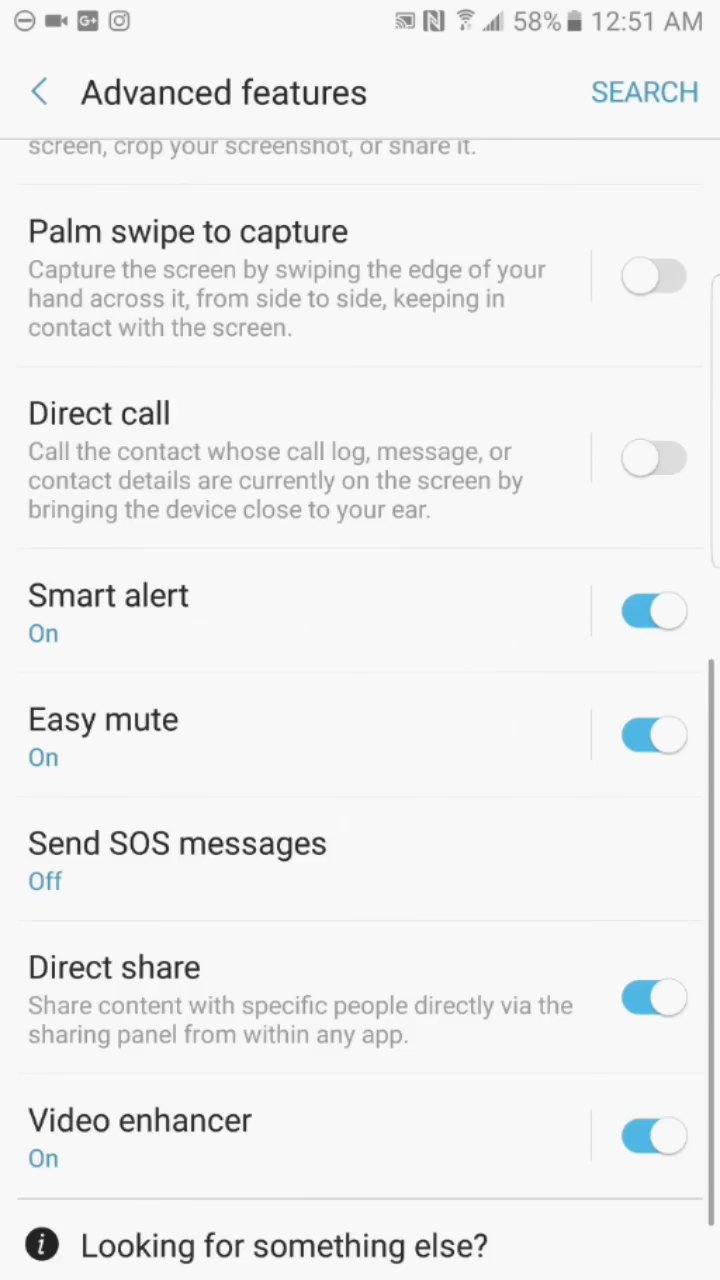 G+ 58% 12:51 AM
Advanced features SEARCH
screen, crop your screenshot, or share it.
Palm swipe to capture
Capture the screen by swiping the edge of your
hand across it, from side to side, keeping in
contact with the screen.
Direct call
Call the contact whose call log, message, or
contact details are currently on the screen by
bringing the device close to your ear.
Smart alert
On
Easy mute
On
Send SOS messages
Off
Direct share
Share content with specific people directly via the
sharing panel from within any app.
Video enhancer
On
i Looking for something else?